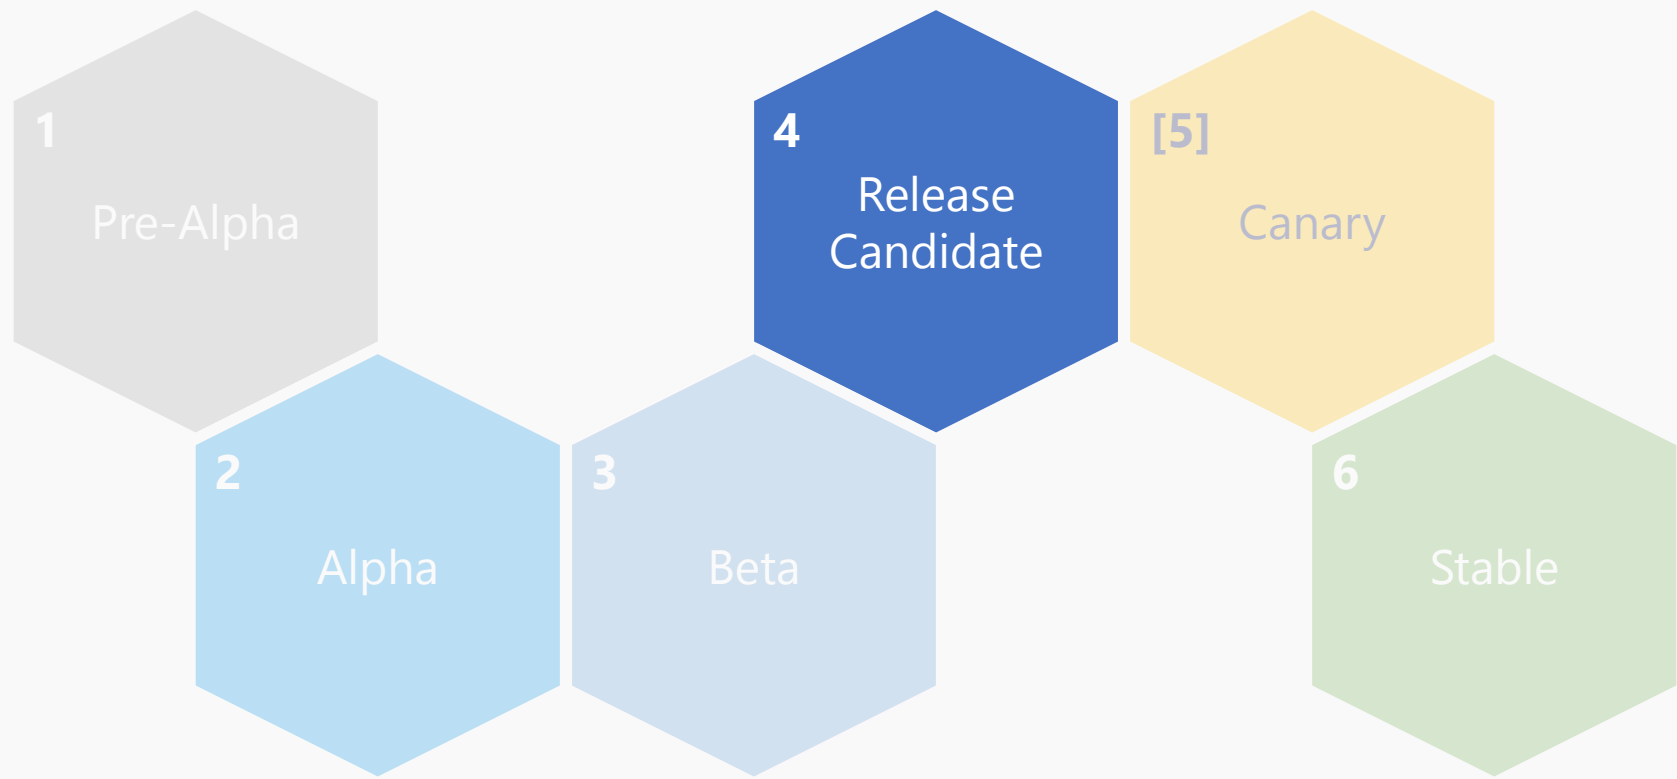 1
Pre-Alpha
2
Alpha
3
Beta
4
Release
Candidate
[5]
Canary
6
Stable